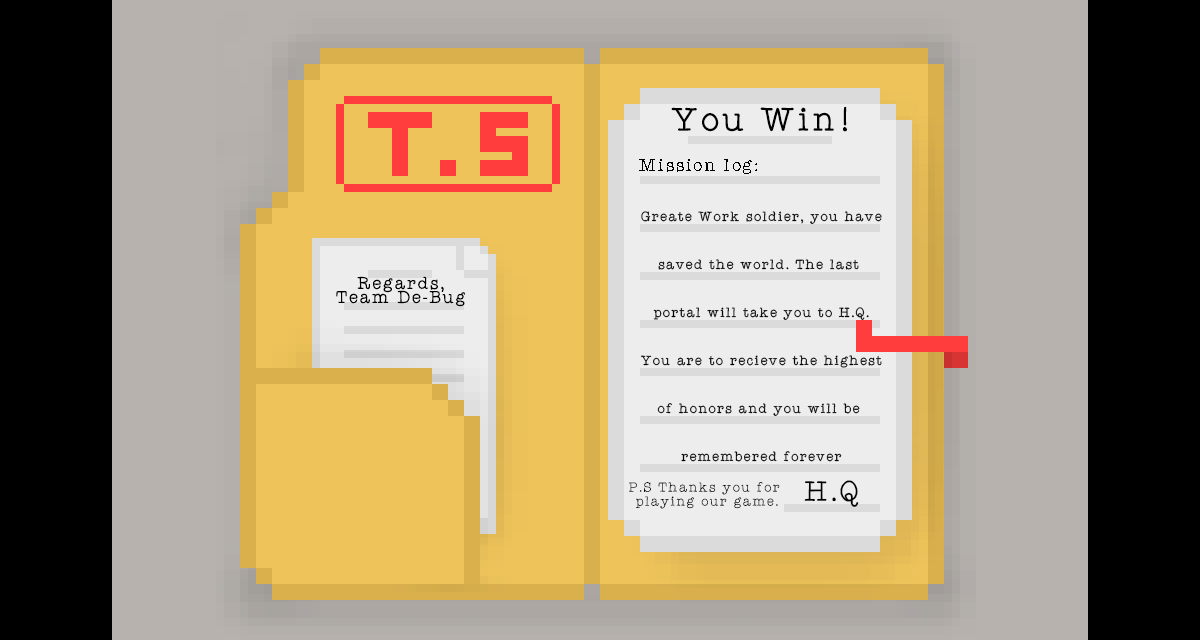 T.S
Regards,
Team De-Bug
You Win!
Mission log:
Greate Work soldier, you have
saved the world. The last
portal will take you to H.Q.
You are to recieve the highest
of honors and you will be
remembered forever
P.S Thanks you for
playing our game.
H.Q